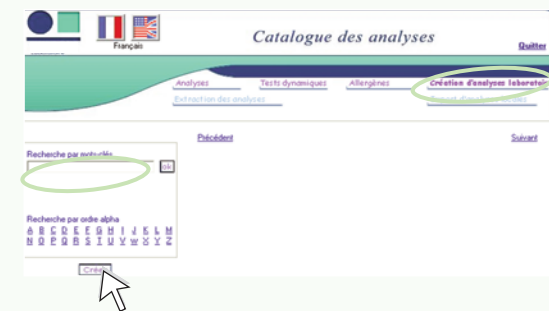 Français
Catalogue des analyses
Quitter
Analyses Tests dynamiques Allergènes Création d'analyses laboratoire
Extraction des analyses
Précédent Suivant
Recherche par mots-clés
ok
Recherche par ordre alpha
A B C D E F G H I J K L M
N O P Q R S T U V W X Y Z
Créer